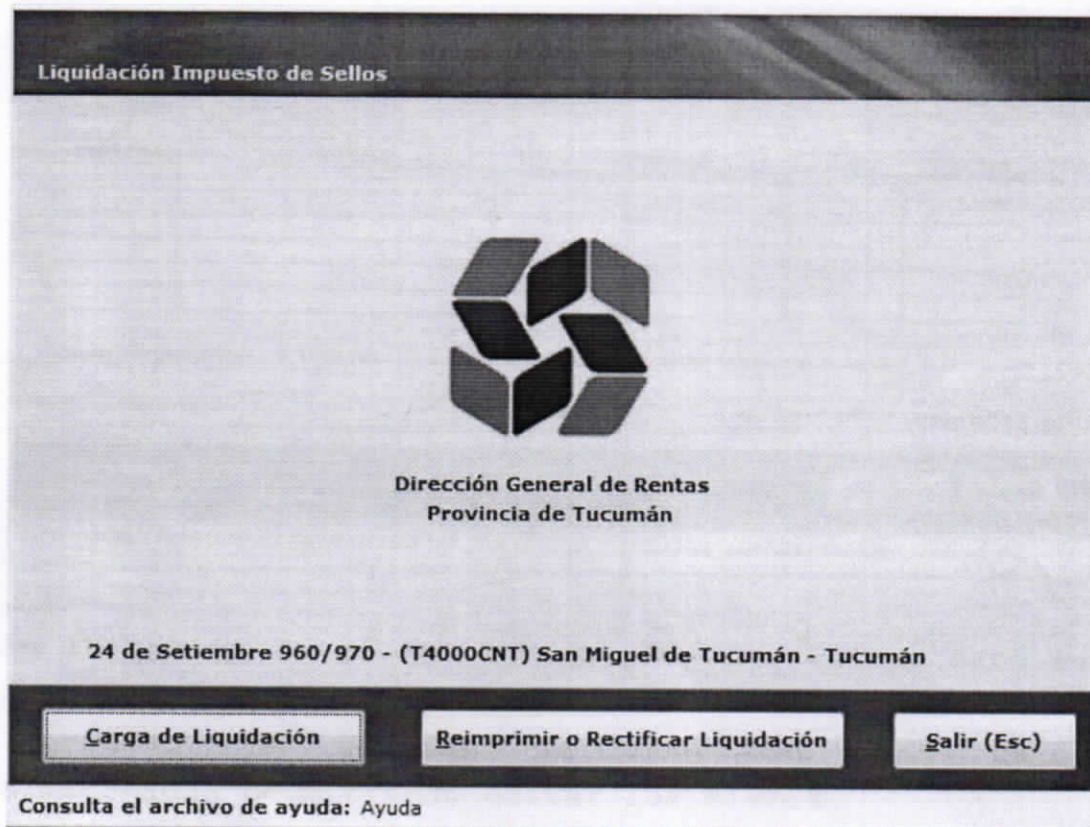 Liquidación Impuesto de Sellos
Dirección General de Rentas
Provincia de Tucumán
24 de Setiembre 960/970 - (T4000CNT) San Miguel de Tucumán - Tucumán
Carga de Liquidación
Reimprimir o Rectificar Liquidación
Salir (Esc)
Consulta el archivo de ayuda: Ayuda